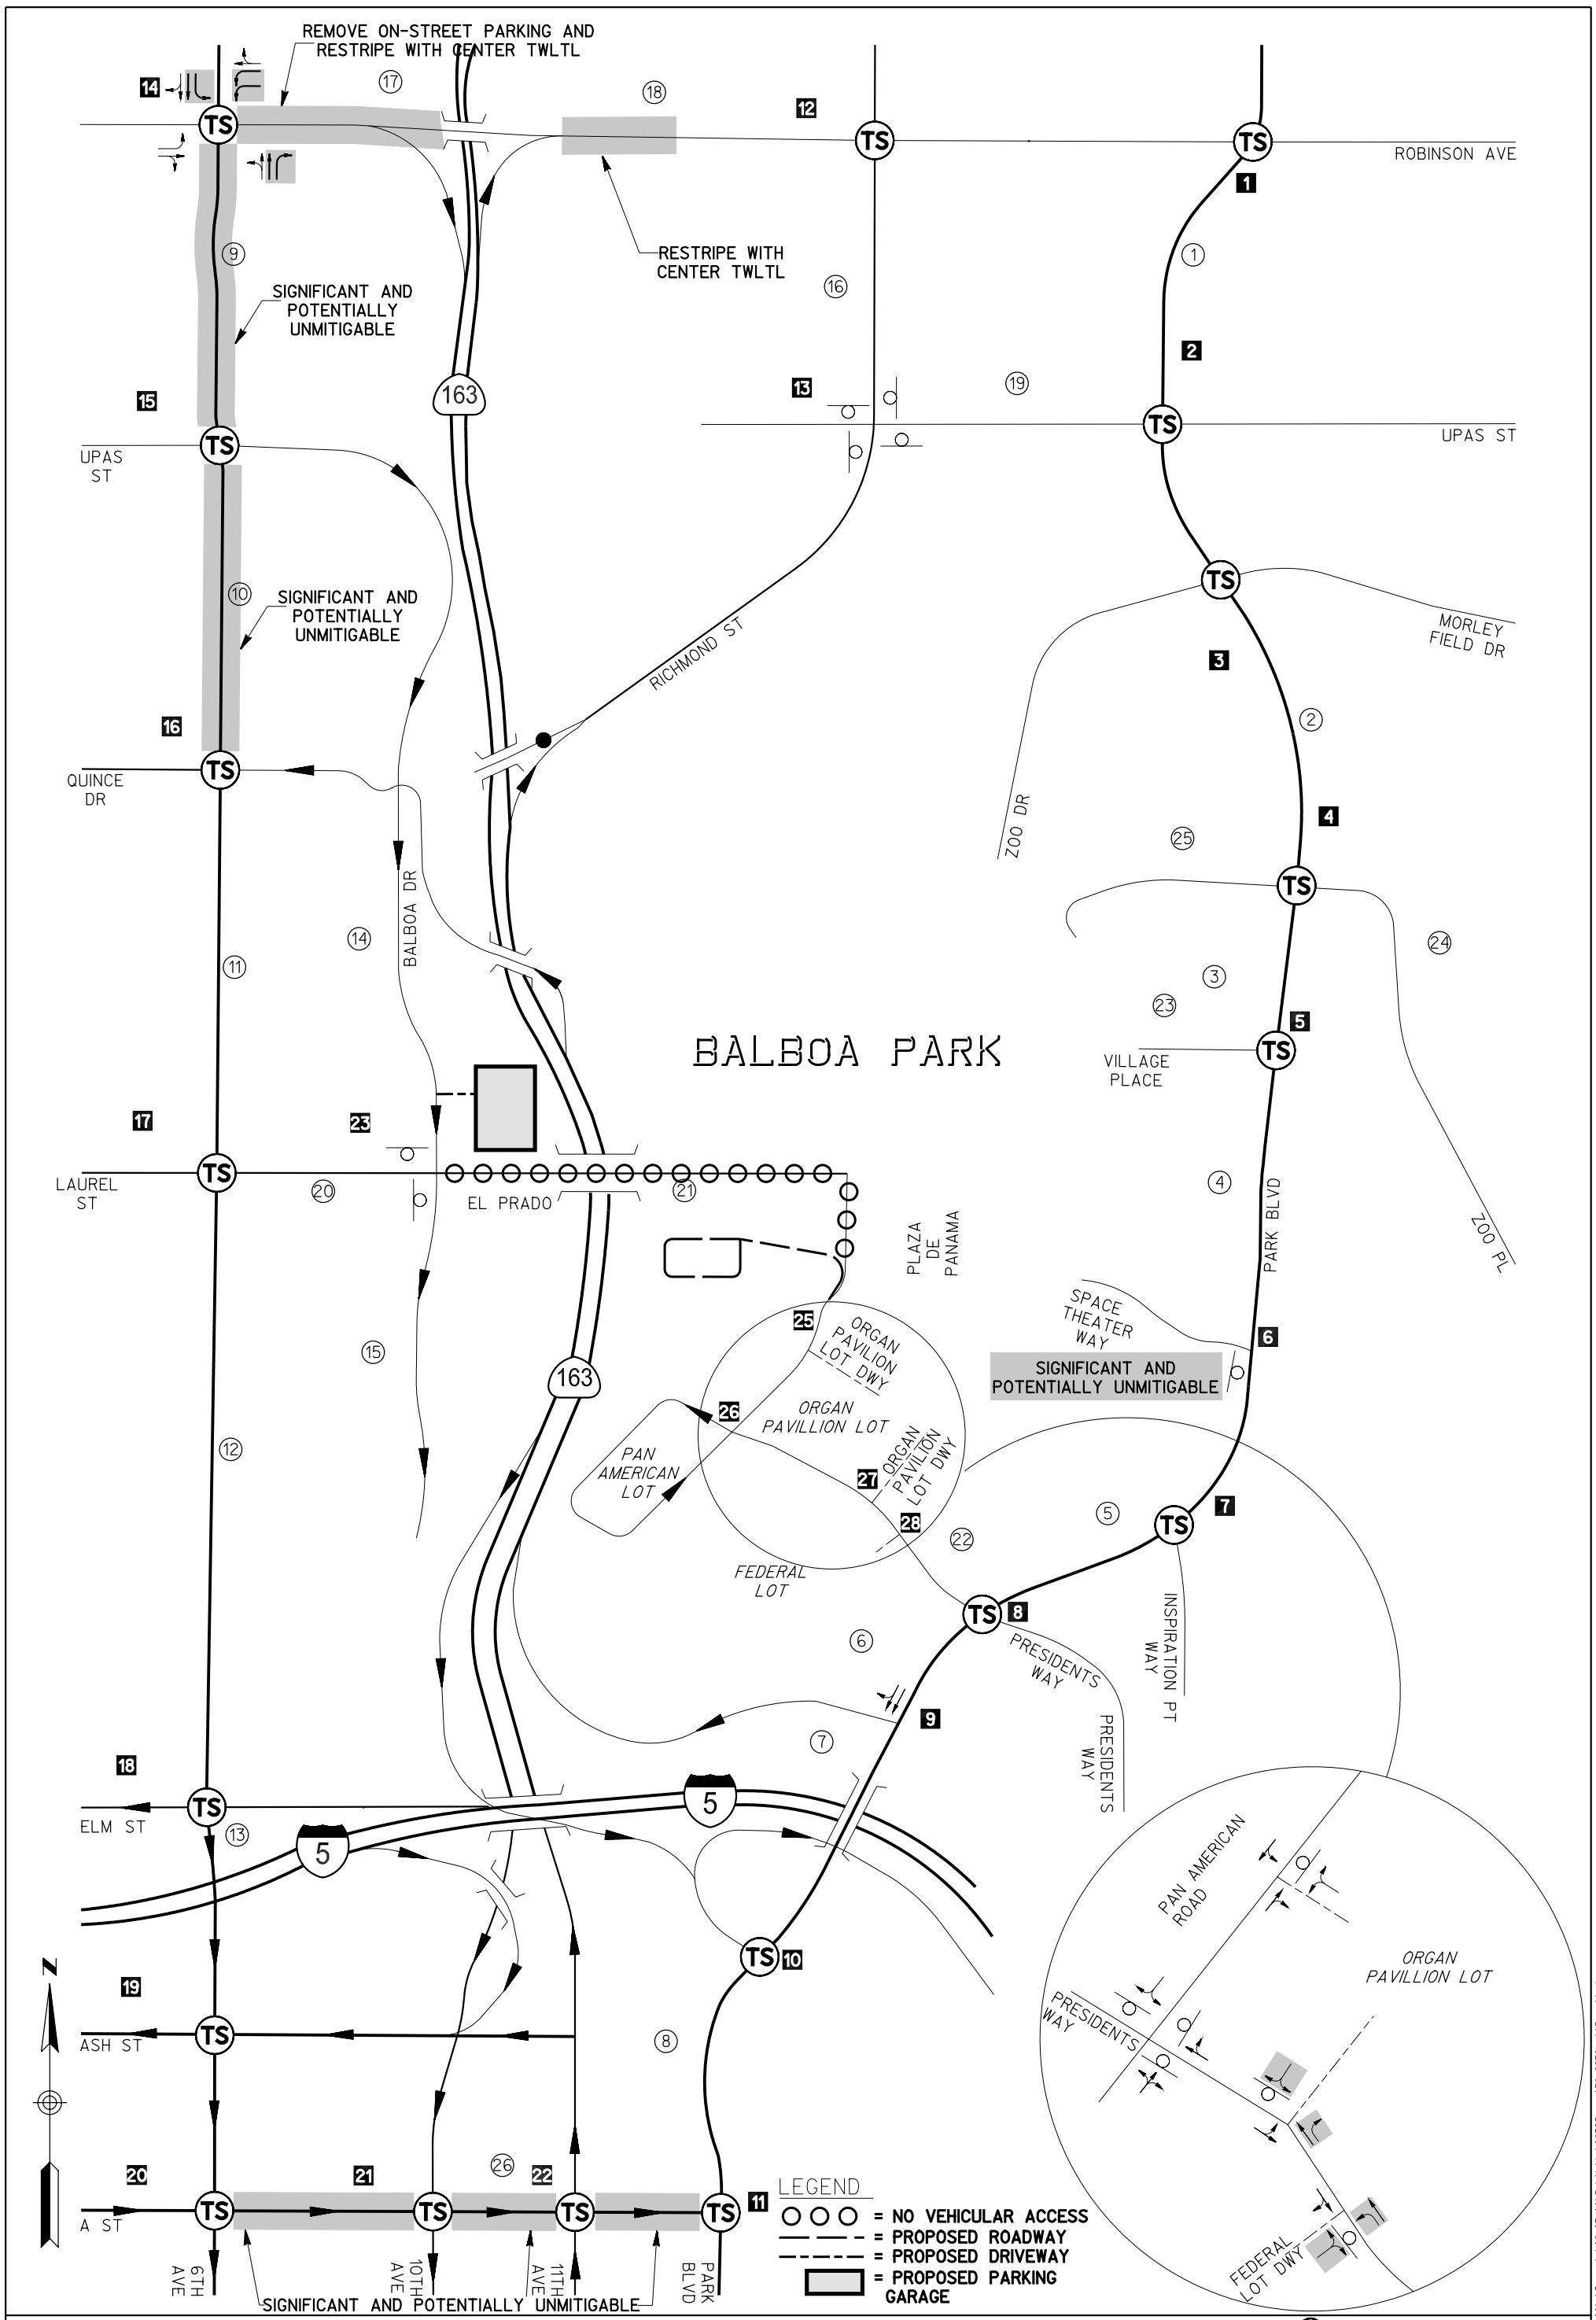 REMOVE ON-STREET PARKING AND
RESTRIPE WITH CENTER TWLTL
17
18
14
12
TS
TS
TS
ROBINSON AVE
1
9
1
RESTRIPE WITH
CENTER TWLTL
16
SIGNIFICANT AND
POTENTIALLY
UNMITIGABLE
2
163
13
19
15
TS
TS
UPAS
ST
UPAS ST
10
SIGNIFICANT AND
POTENTIALLY
UNMITIGABLE
TS
MORLEY
FIELD DR
RICHMOND ST
3
2
16
TS
QUINCE
DR
ZOO DR
4
25
BALBOA DR
TS
14
11
24
3
23
5
BALBOA PARK
TS
VILLAGE
PLACE
17
23
TS
LAUREL
ST
20
EL PRADO
21
4
PARK BLVD
ZOO PL
PLAZA
DE
PANAMA
SPACE
THEATER
WAY
6
SIGNIFICANT AND
POTENTIALLY UNMITIGABLE
25
ORGAN
PAVILION
LOT DWY
15
163
26
ORGAN
PAVILLION LOT
12
PAN
AMERICAN
LOT
27
ORGAN
PAVILION
LOT DWY
28
22
5
7
TS
FEDERAL
LOT
TS
8
INSPIRATION PT
WAY
PRESIDENTS
WAY
6
9
7
PRESIDENTS
WAY
18
TS
ELM ST
13
5
5
PAN AMERICAN
ROAD
ORGAN
PAVILLION LOT
TS
10
N
19
TS
ASH ST
8
PRESIDENTS
WAY
20
21
26
22
TS
TS
TS
TS
11
A ST
6TH
AVE
10TH
AVE
11TH
AVE
PARK
BLVD
SIGNIFICANT AND POTENTIALLY UNMITIGABLE
FEDERAL
LOT DWY
LEGEND
= NO VEHICULAR ACCESS
= PROPOSED ROADWAY
= PROPOSED DRIVEWAY
= PROPOSED PARKING
GARAGE